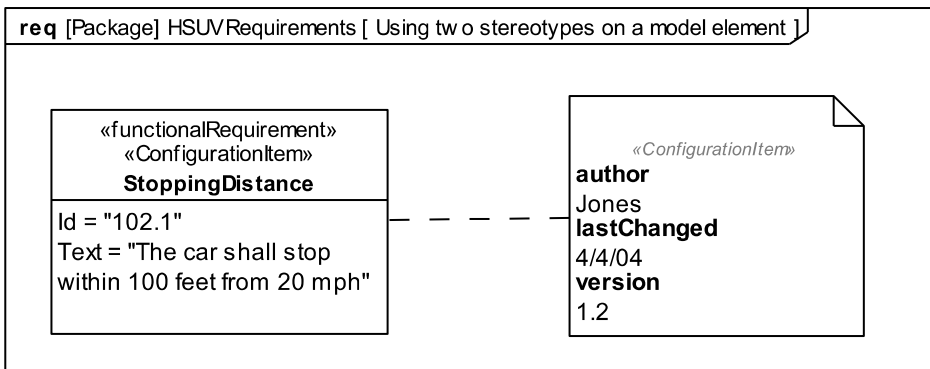 req [Package] HSUVRequirements [ Using two stereotypes on a model element ]
«functionalRequirement»
«ConfigurationItem»
StoppingDistance
Id = "102.1"
Text = "The car shall stop
within 100 feet from 20 mph"
«ConfigurationItem»
author
Jones
lastChanged
4/4/04
version
1.2